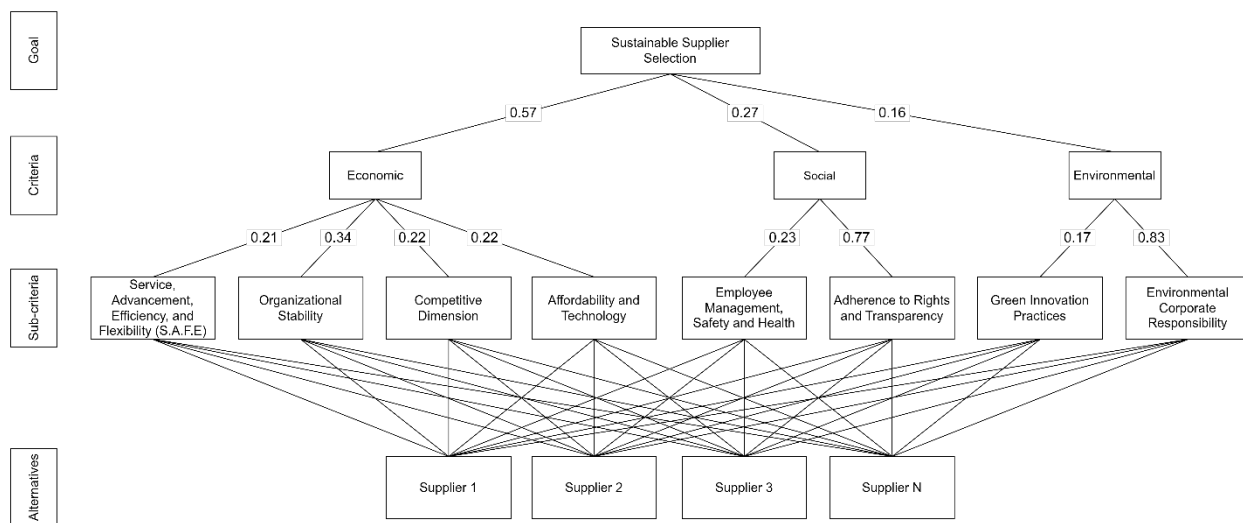 Goal
Sustainable Supplier
Selection
0.57
0.27
0.16
Criteria
Economic
Social
Environmental
0.21
0.34
0.22
0.22
0.23
0.77
0.17
0.83
Sub-criteria
Service,
Advancement,
Efficiency, and
Flexibility (S.A.F.E)
Organizational
Stability
Competitive
Dimension
Affordability and
Technology
Employee
Management,
Safety and Health
Adherence to Rights
and Transparency
Green Innovation
Practices
Environmental
Corporate
Responsibility
Alternatives
Supplier 1
Supplier 2
Supplier 3
Supplier N